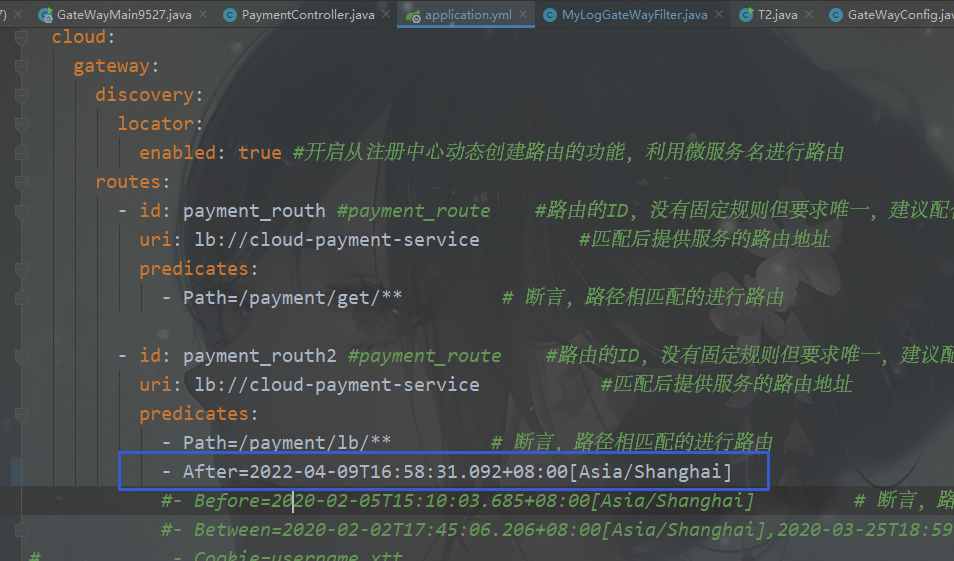 7) GateWayMain9527.java PaymentController.java application.yml MyLogGateWayFilter.java T2.java GateWayConfig.jav
cloud:
gateway:
discovery:
locator:
enabled: true #开启从注册中心动态创建路由的功能，利用微服务名进行路由
routes:
- id: payment_routh #payment_route #路由的ID，没有固定规则但要求唯一，建议配合
uri: lb://cloud-payment-service #匹配后提供服务的路由地址
predicates:
- Path=/payment/get/** # 断言，路径相匹配的进行路由
- id: payment_routh2 #payment_route #路由的ID，没有固定规则但要求唯一，建议配
uri: lb://cloud-payment-service #匹配后提供服务的路由地址
predicates:
- Path=/payment/lb/** # 断言，路径相匹配的进行路由
- After=2022-04-09T16:58:31.092+08:00[Asia/Shanghai]
#- Before=2020-02-05T15:10:03.685+08:00[Asia/Shanghai] # 断言，路
#- Between=2020-02-02T17:45:06.206+08:00[Asia/Shanghai],2020-03-25T18:59
# - Cookie=username,xtt